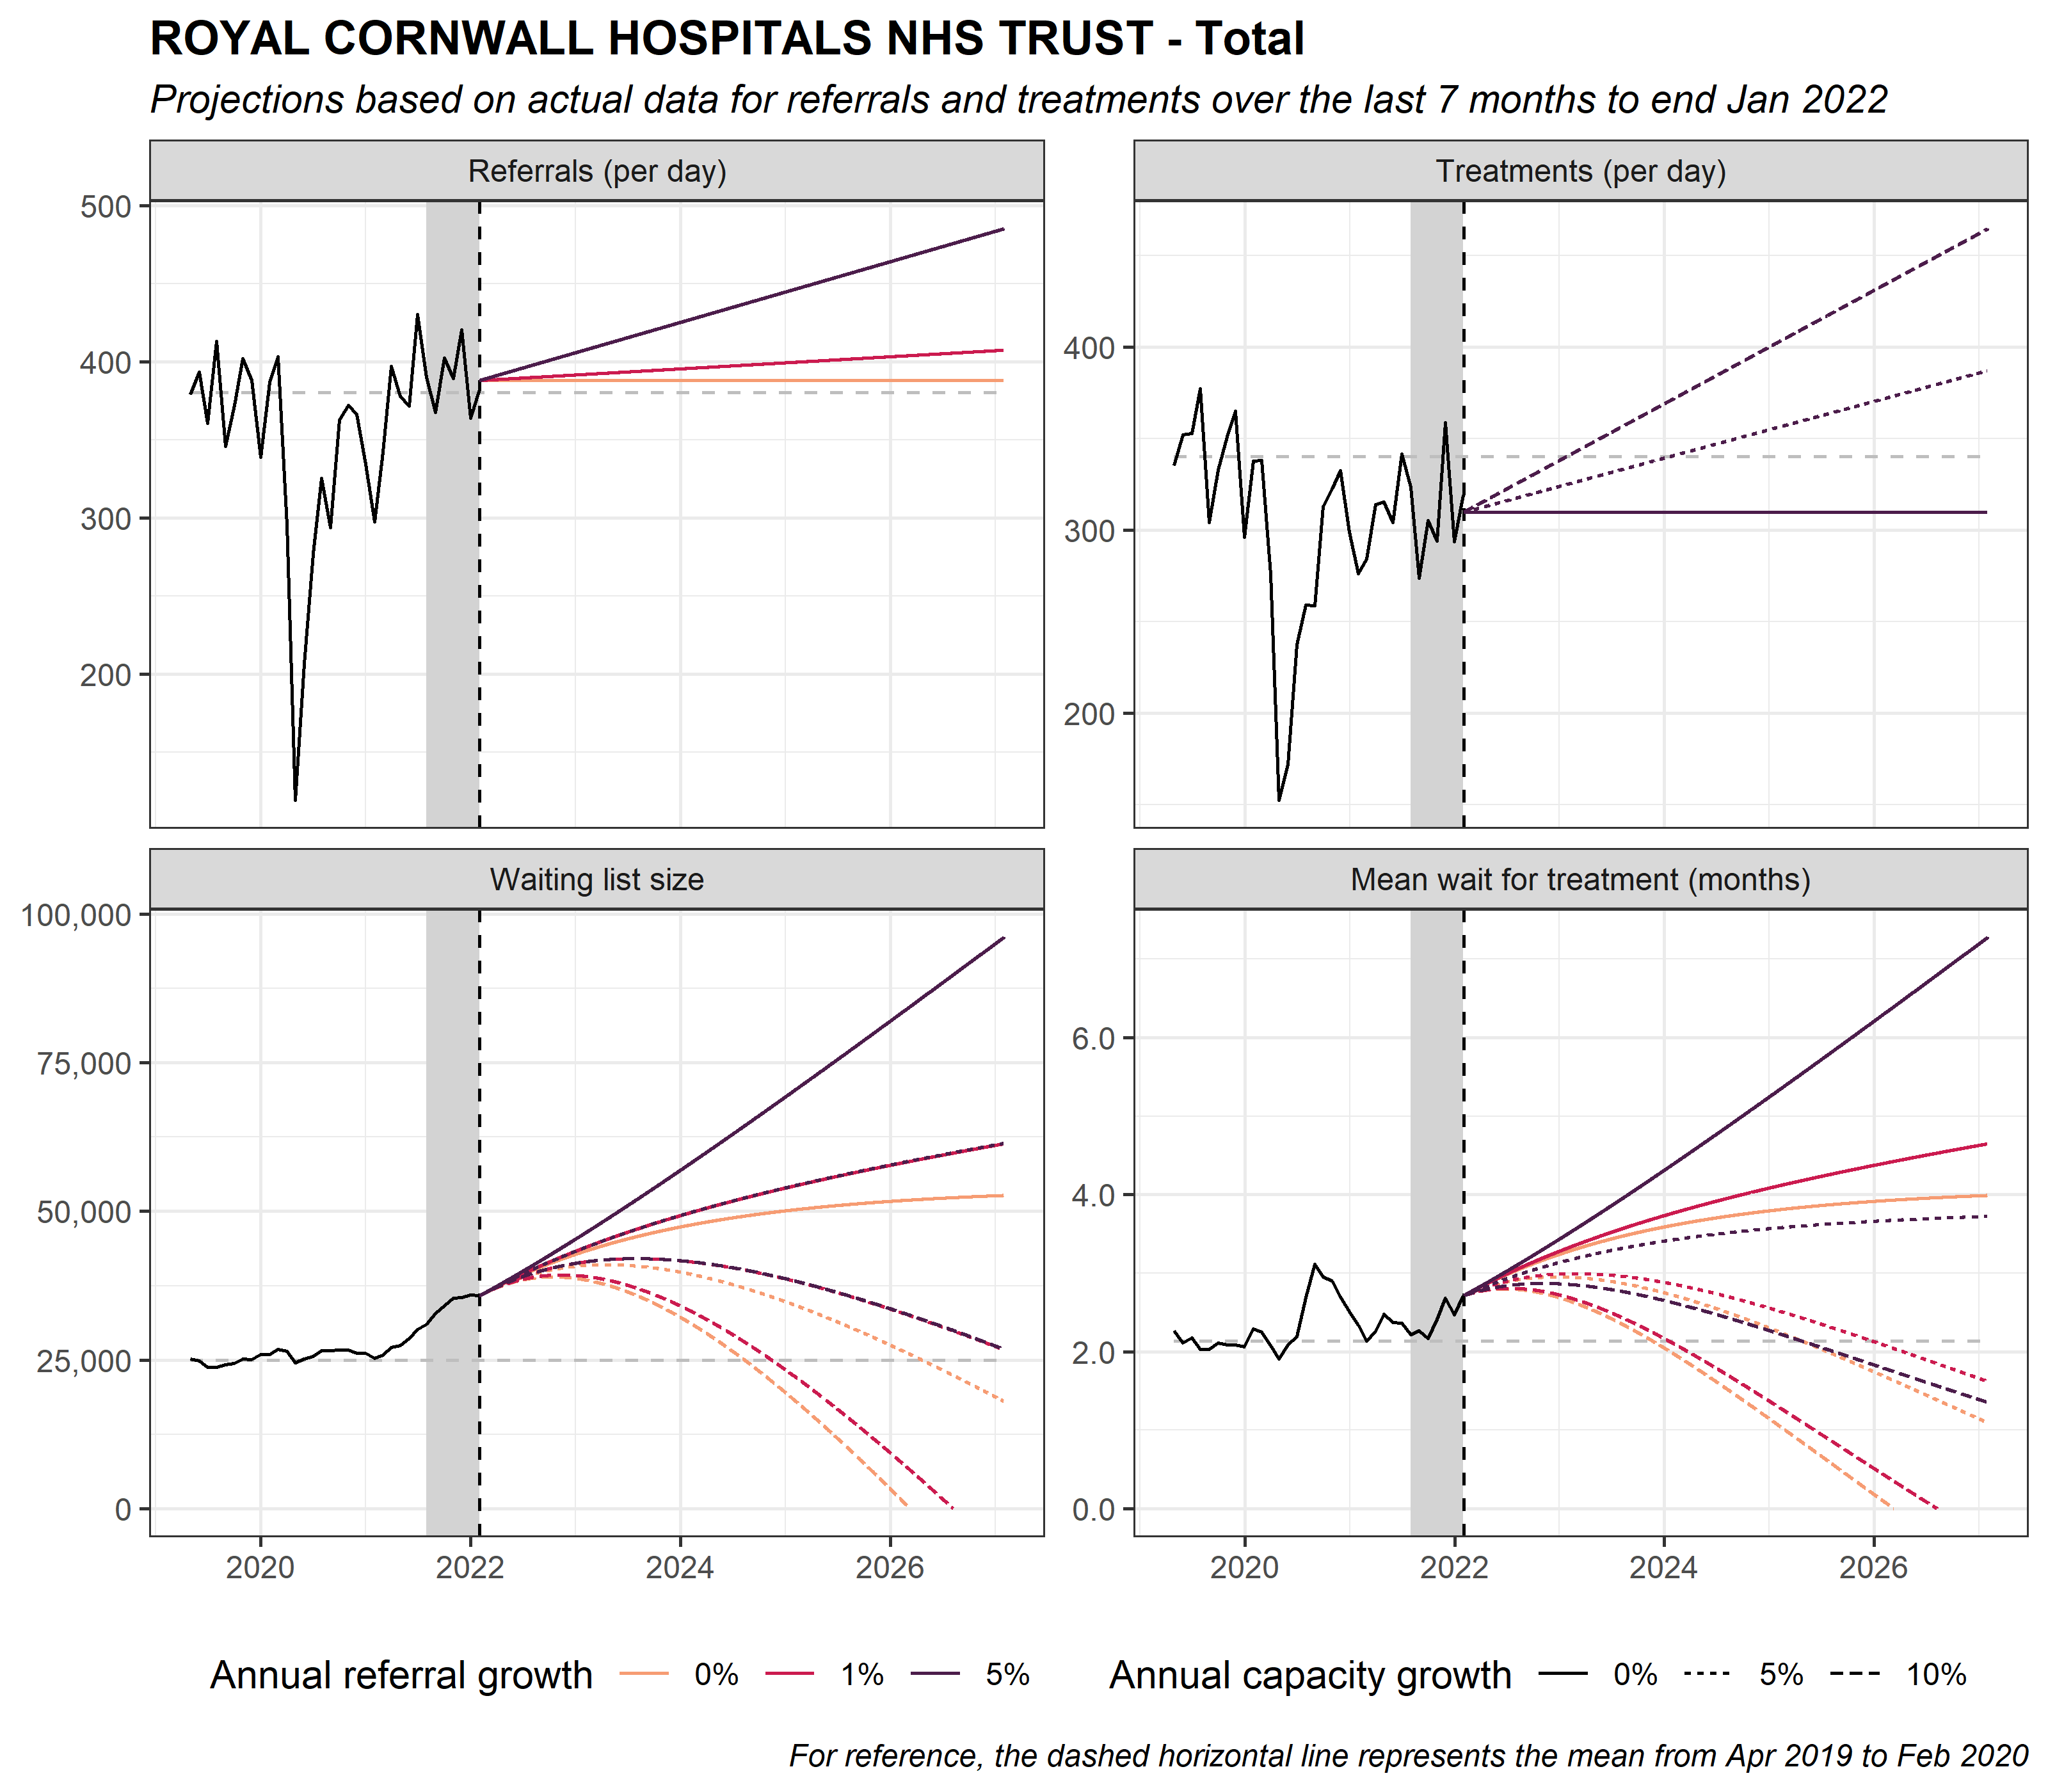 ROYAL CORNWALL HOSPITALS NHS TRUST - Total
Projections based on actual data for referrals and treatments over the last 7 months to end Jan 2022
Referrals (per day)
500
400
300
200
Treatments (per day)
400
300
200
Waiting list size
100,000
75,000
50,000
25,000
0
2020 2022 2024 2026
Mean wait for treatment (months)
6.0
4.0
2.0
0.0
2020 2022 2024 2026
Annual referral growth 0% 1% 5%
Annual capacity growth 0% 5% 10%
For reference, the dashed horizontal line represents the mean from Apr 2019 to Feb 2020